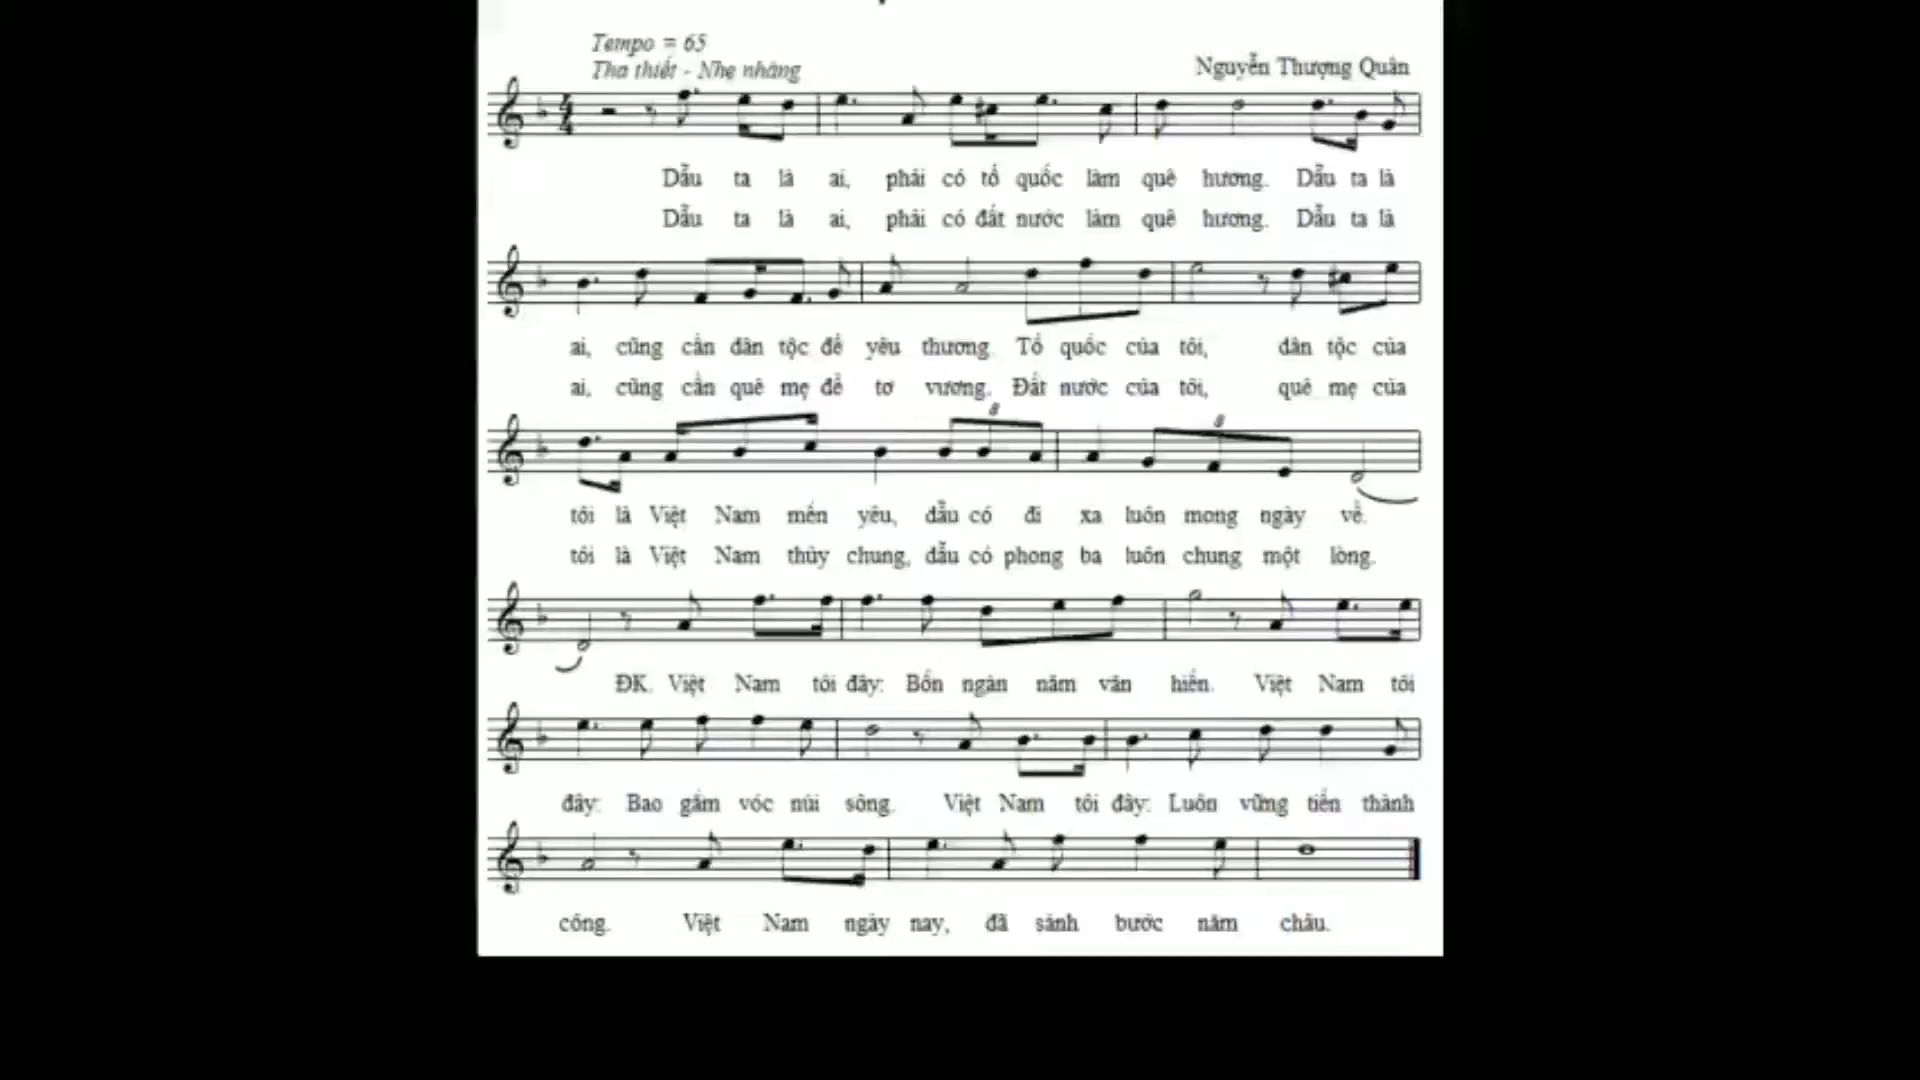 Tempo = 65
Tha thiết - Nhẹ nhàng
Nguyễn Thượng Quân
Dẫu ta là ai, phải có tổ quốc làm quê hương. Dẫu ta là
Dẫu ta là ai, phải có đất nước làm quê hương. Dẫu ta là
ai, cũng cần dân tộc để yêu thương. Tổ quốc của tôi, dân tộc của
ai, cũng cần quê mẹ để tơ vương. Đất nước của tôi, quê mẹ của
tôi là Việt Nam mến yêu, dẫu có đi xa luôn mong ngày về.
tôi là Việt Nam thủy chung, dẫu có phong ba luôn chung một lòng.
ĐK. Việt Nam tôi đây: Bốn ngàn năm văn hiến. Việt Nam tôi
đây: Bao gấm vóc núi sông. Việt Nam tôi đây: Luôn vững tiến thành
công. Việt Nam ngày nay, đã sánh bước năm châu.